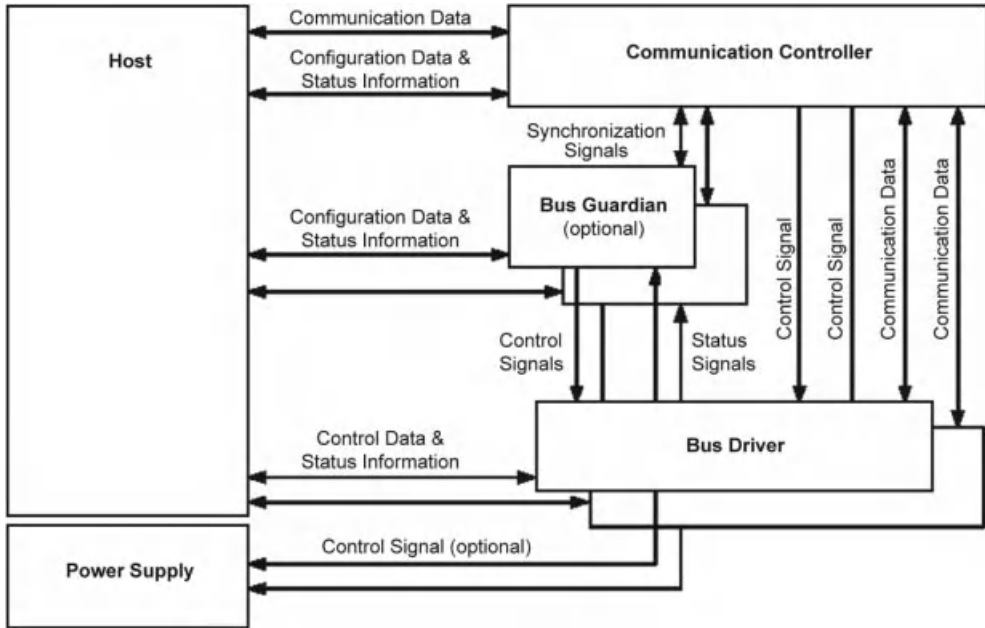 Communication Data
Host
Communication Controller
Configuration Data &
Status Information
Synchronization
Signals
Bus Guardian
(optional)
Configuration Data &
Status Information
Control Signal
Control Signal
Communication Data
Communication Data
Control
Signals
Status
Signals
Bus Driver
Control Data &
Status Information
Control Signal (optional)
Power Supply